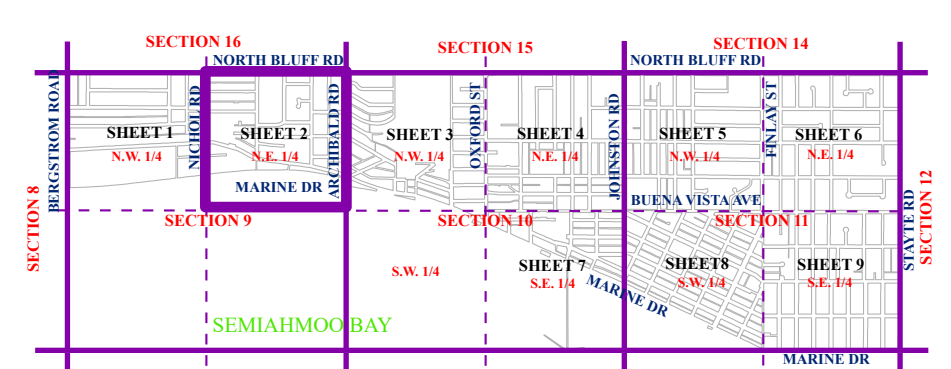 SECTION 16
SECTION 15
SECTION 14
NORTH BLUFF RD
NORTH BLUFF RD
BERGSTROM ROAD
NICHOL RD
ARCHIBALD RD
OXFORD ST
JOHNSTON RD
FINLAY ST
SHEET 1
SHEET 2
SHEET 3
SHEET 4
SHEET 5
SHEET 6
N.W. 1/4
N.E. 1/4
N.W. 1/4
N.E. 1/4
N.W. 1/4
N.E. 1/4
MARINE DR
BUENA VISTA AVE
SECTION 8
SECTION 9
SECTION 10
SECTION 11
STAYTE RD
SECTION 12
S.W. 1/4
SHEET 7
S.E. 1/4
MARINE DR
SHEET8
S.W. 1/4
SHEET 9
S.E. 1/4
SEMIAHMOO BAY
MARINE DR